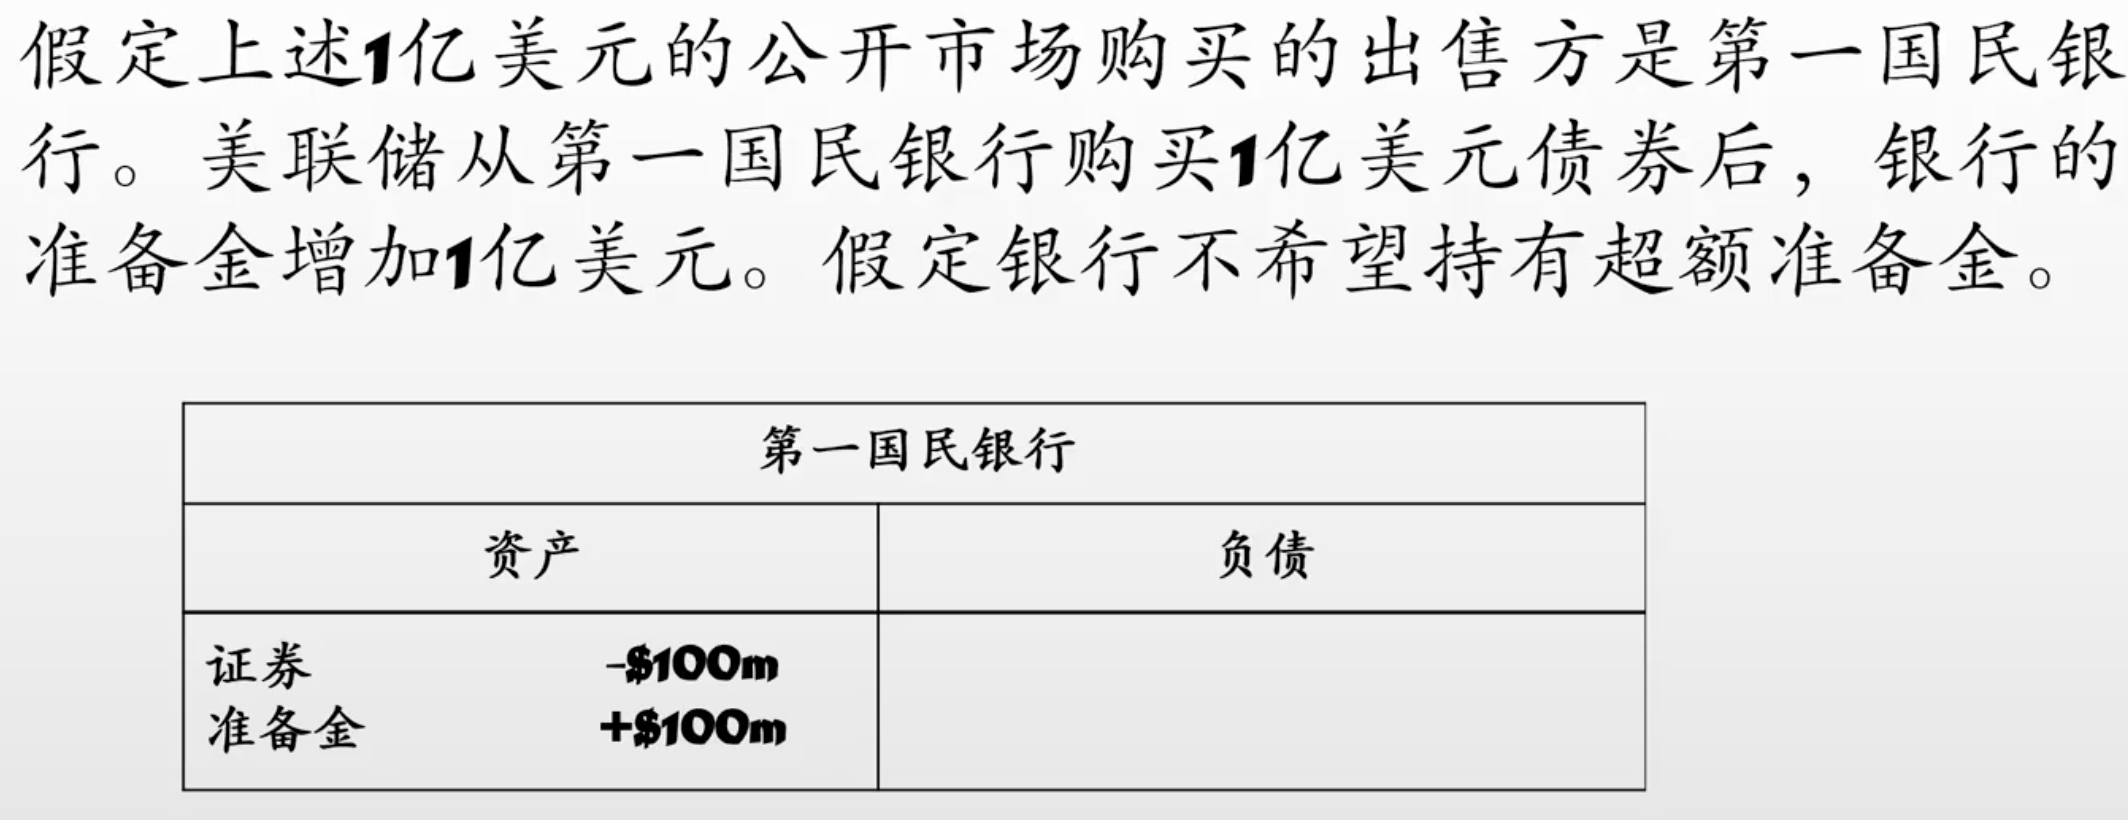 假定上述1亿美元的公开市场购买的出售方是第一国民银
行。美联储从第一国民银行购买1亿美元债券后，银行的
准备金增加1亿美元。假定银行不希望持有超额准备金。
第一国民银行
资产 负债
证券 –$100m
准备金 +$100m